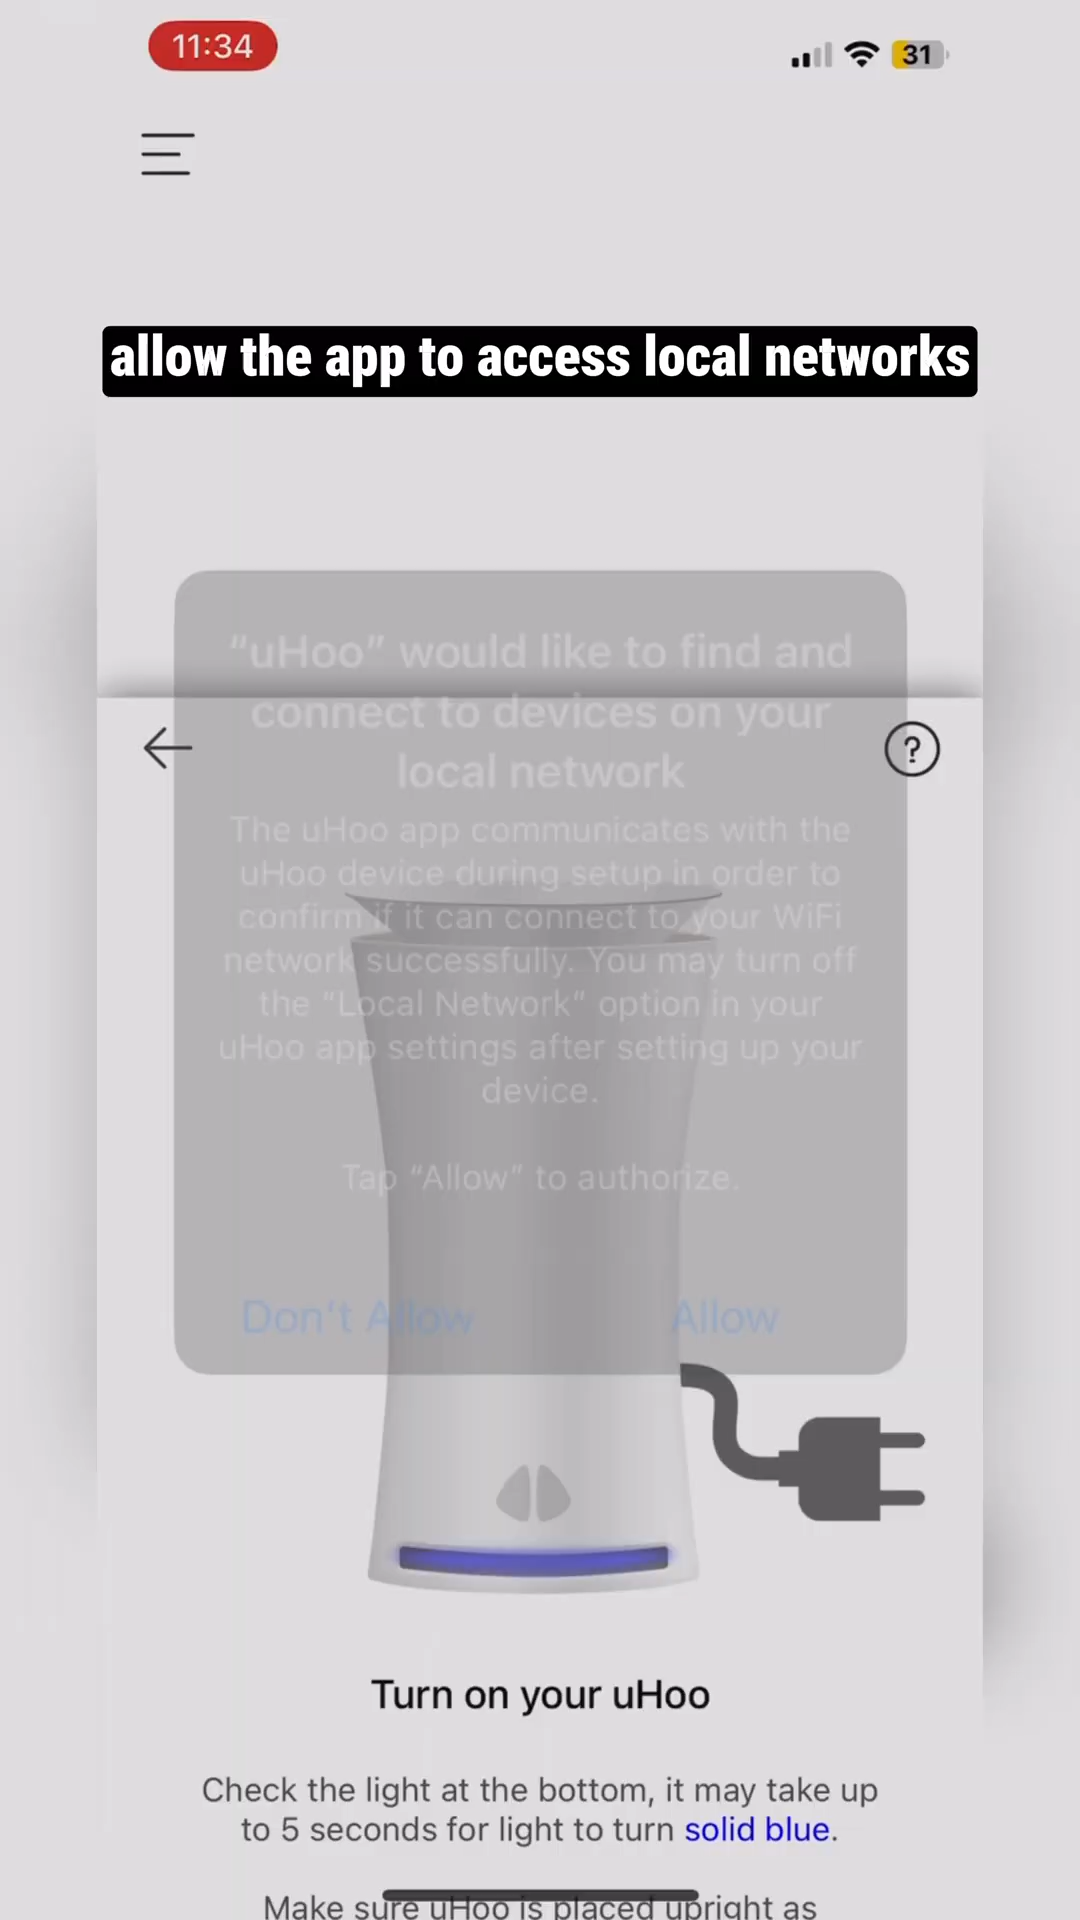 11:34
31
allow the app to access local networks
“uHoo” would like to find and
connect to devices on your
local network
?
The uHoo app communicates with the
uHoo device during setup in order to
confirm if it can connect to your WiFi
network successfully. You may turn off
the “Local Network” option in your
uHoo app settings after setting up your
device.
Tap “Allow” to authorize.
Don't Allow
Allow
Turn on your uHoo
Check the light at the bottom, it may take up
to 5 seconds for light to turn solid blue.
Make sure uHoo is placed upright as